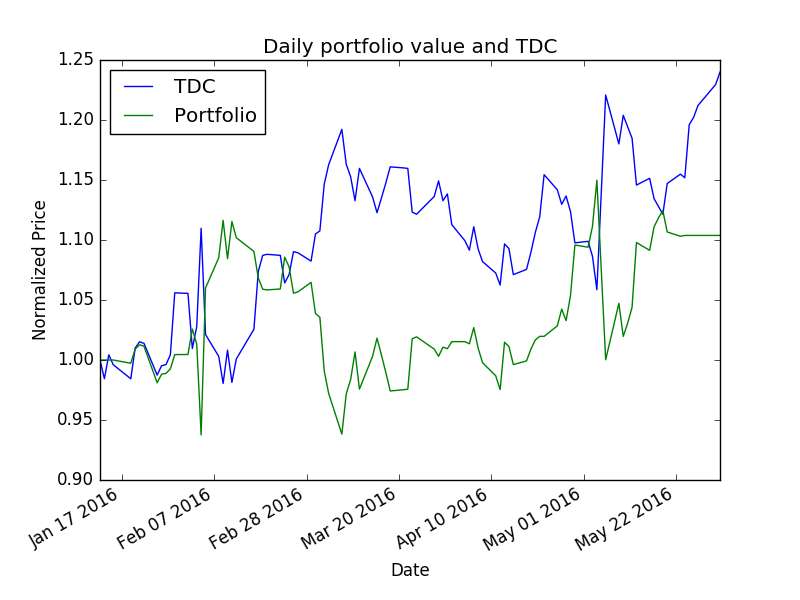 Daily portfolio value and TDC
TDC
Portfolio
1.25
1.20
1.15
1.10
1.05
1.00
0.95
0.90
Normalized Price
Jan 17 2016
Feb 07 2016
Feb 28 2016
Mar 20 2016
Apr 10 2016
May 01 2016
May 22 2016
Date